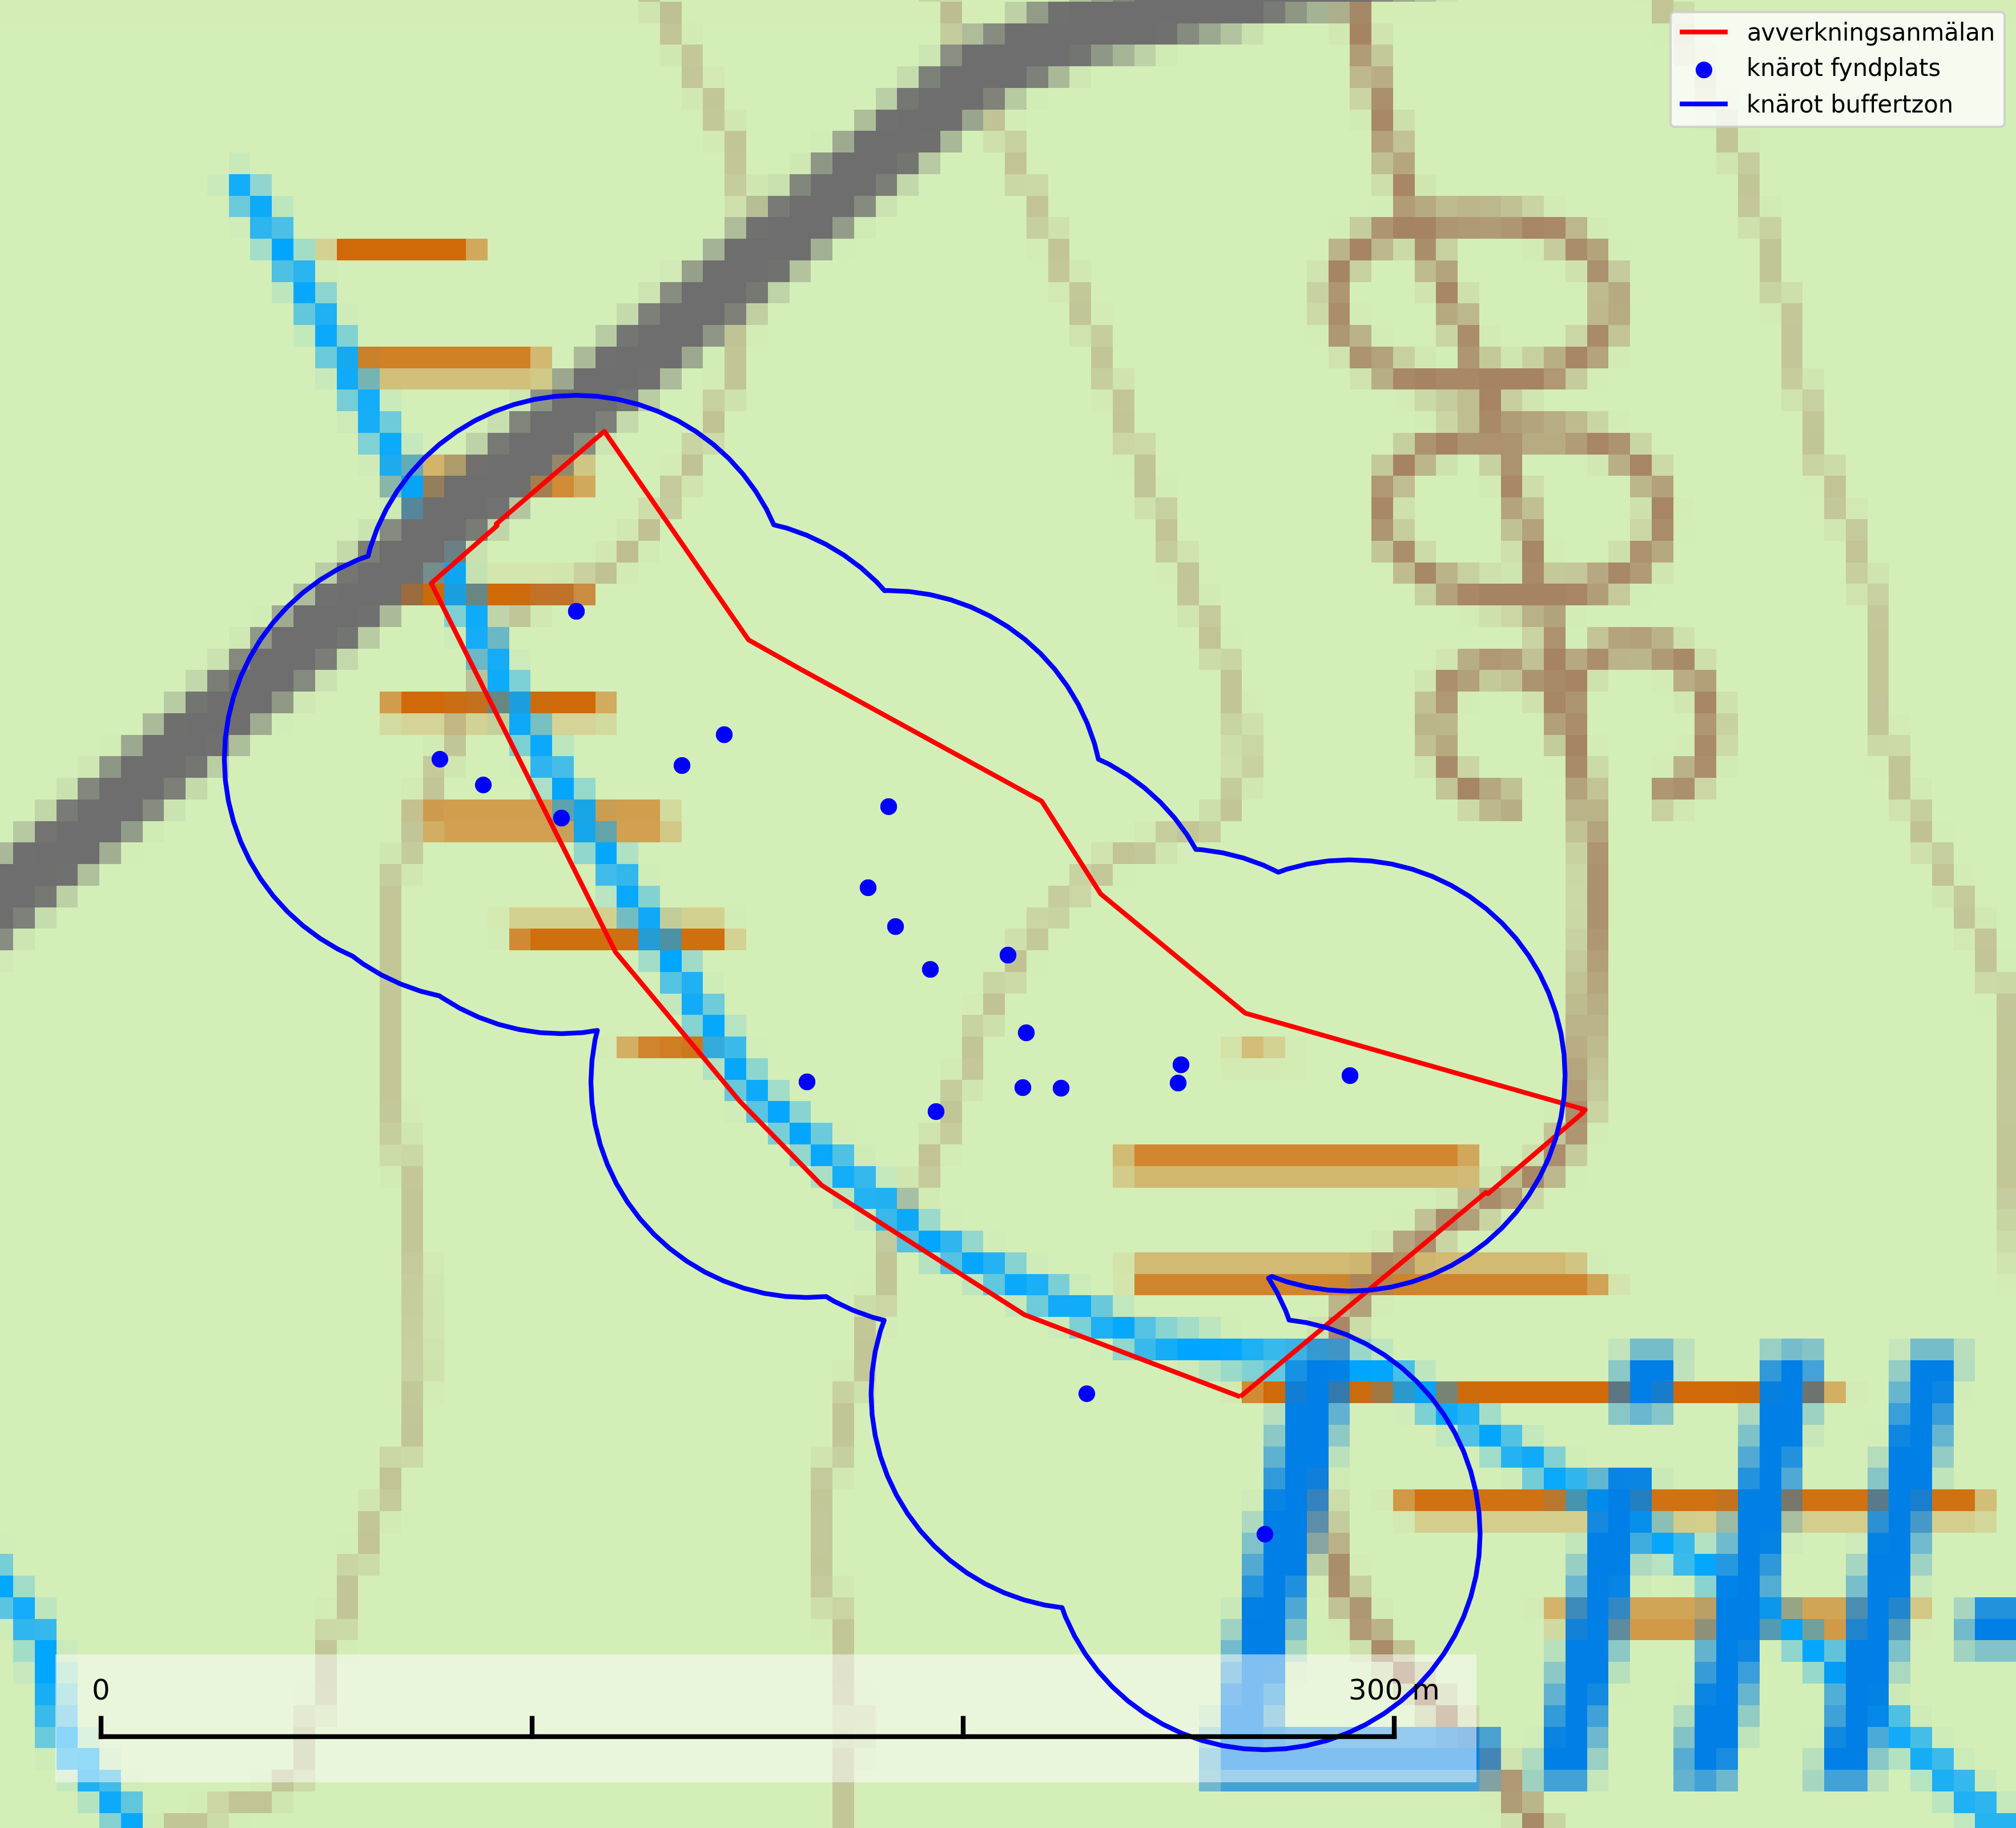 avverkningsanmälan
knärot fyndplats
knärot buffertzon
0
300 m